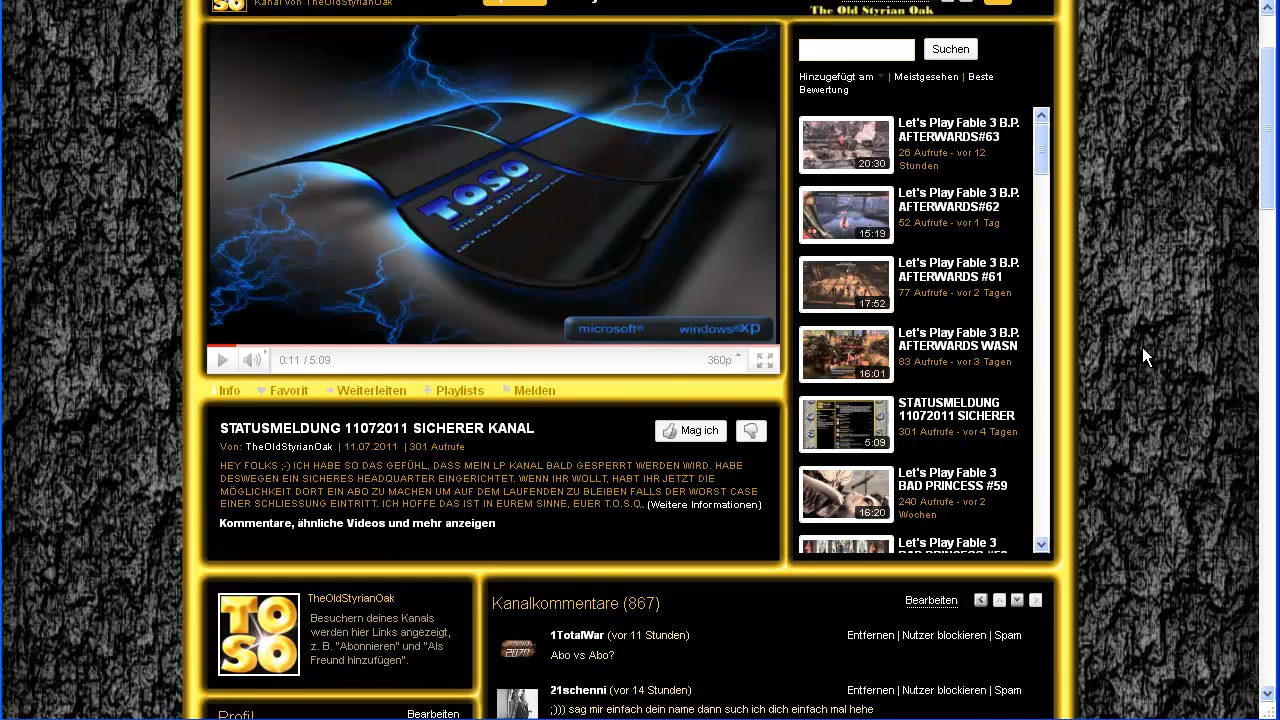 TOSO
Kanal von TheOldStyrianOak
The Old Styrian Oak
Suchen
Hinzugefügt am | Meistgesehen | Beste
Bewertung
TOSO
The Old Styrian Oak
microsoft® windows®xp
0:11 / 5:09
360p
Info Favorit Weiterleiten Playlists Melden
STATUSMELDUNG 11072011 SICHERER KANAL
Mag ich
Von: TheOldStyrianOak | 11.07.2011 | 301 Aufrufe
HEY FOLKS ;-) ICH HABE SO DAS GEFÜHL, DASS MEIN LP KANAL BALD GESPERRT WERDEN WIRD. HABE
DESWEGEN EIN SICHERES HEADQUARTER EINGERICHTET. WENN IHR WOLLT, HABT IHR JETZT DIE
MÖGLICHKEIT DORT EIN ABO ZU MACHEN UM AUF DEM LAUFENDEN ZU BLEIBEN FALLS DER WORST CASE
EINER SCHLIESSUNG EINTRITT. ICH HOFFE DAS IST IN EUREM SINNE, EUER T.O.S.O.. (Weitere Informationen)
Kommentare, ähnliche Videos und mehr anzeigen
Let's Play Fable 3 B.P.
AFTERWARDS#63
26 Aufrufe - vor 12
Stunden
20:30
Let's Play Fable 3 B.P.
AFTERWARDS#62
52 Aufrufe - vor 1 Tag
15:19
Let's Play Fable 3 B.P.
AFTERWARDS #61
77 Aufrufe - vor 2 Tagen
17:52
Let's Play Fable 3 B.P.
AFTERWARDS WASN
83 Aufrufe - vor 3 Tagen
16:01
STATUSMELDUNG
11072011 SICHERER
301 Aufrufe - vor 4 Tagen
5:09
Let's Play Fable 3
BAD PRINCESS #59
240 Aufrufe - vor 2
Wochen
16:20
Let's Play Fable 3
TO
SO
TheOldStyrianOak
Besuchern deines Kanals
werden hier Links angezeigt,
z. B. "Abonnieren" und "Als
Freund hinzufügen".
Profil
Bearbeiten
Kanalkommentare (867)
Bearbeiten
1TotalWar (vor 11 Stunden)
Entfernen | Nutzer blockieren | Spam
Abo vs Abo?
21schenni (vor 14 Stunden)
Entfernen | Nutzer blockieren | Spam
;))) sag mir einfach dein name dann such ich dich einfach mal hehe